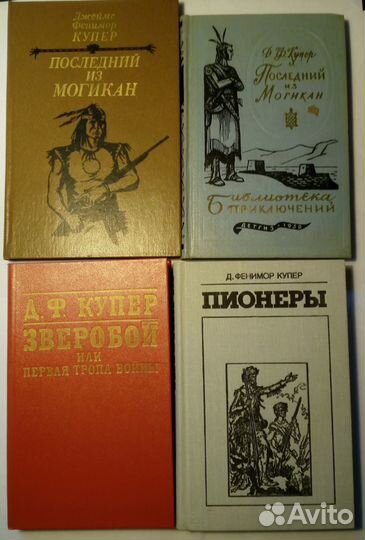 Джеймс
Фенимор
КУПЕР
ПОСЛЕДНИЙ
ИЗ
МОГИКАН
Д. Ф. Купер
Последний
из
Могикан
Библиотека
приключений
ДЕТГИЗ
Д. Ф. КУПЕР
ЗВЕРОБОЙ
ИЛИ
ПЕРВАЯ ТРОПА ВОЙНЫ
Д. ФЕНИМОР КУПЕР
ПИОНЕРЫ
Avito